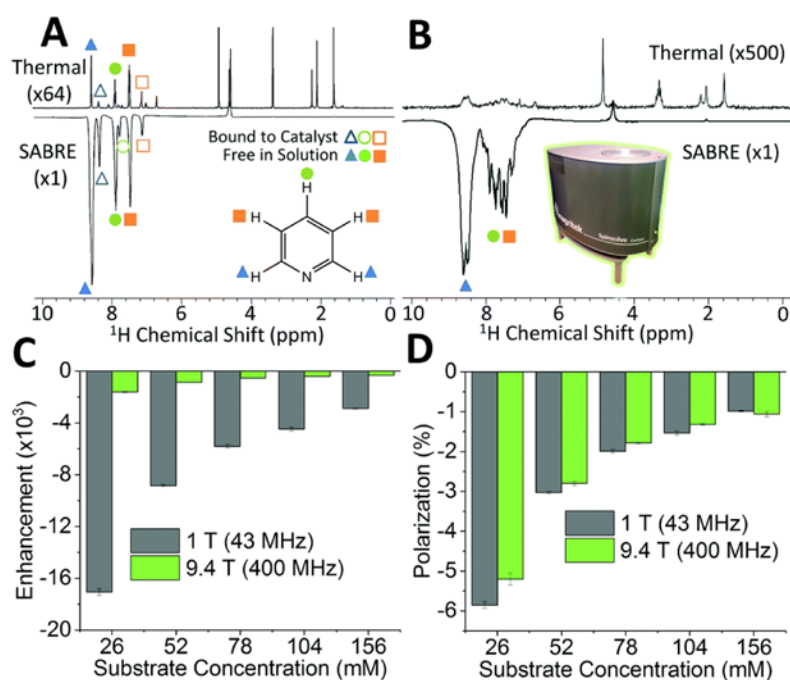 A
Thermal
(x64)
SABRE
(x1)
Bound to Catalyst
Free in Solution
H
H
H
H
H
N
10
8
6
4
2
0
¹H Chemical Shift (ppm)
B
Thermal (x500)
SABRE (x1)
10
8
6
4
2
0
¹H Chemical Shift (ppm)
C
Enhancement (x10³)
-0
-4
-8
-12
-16
-20
1 T (43 MHz)
9.4 T (400 MHz)
26
52
78
104
156
Substrate Concentration (mM)
D
Polarization (%)
0
-1
-2
-3
-4
-5
-6
1 T (43 MHz)
9.4 T (400 MHz)
26
52
78
104
156
Substrate Concentration (mM)